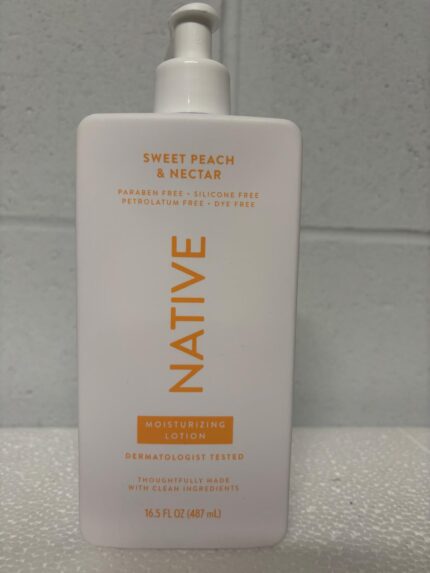 SWEET PEACH
& NECTAR
PARABEN FREE • SILICONE FREE
PETROLATUM FREE • DYE FREE
NATIVE
MOISTURIZING
LOTION
DERMATOLOGIST TESTED
THOUGHTFULLY MADE
WITH CLEAN INGREDIENTS
16.5 FL OZ (487 mL)